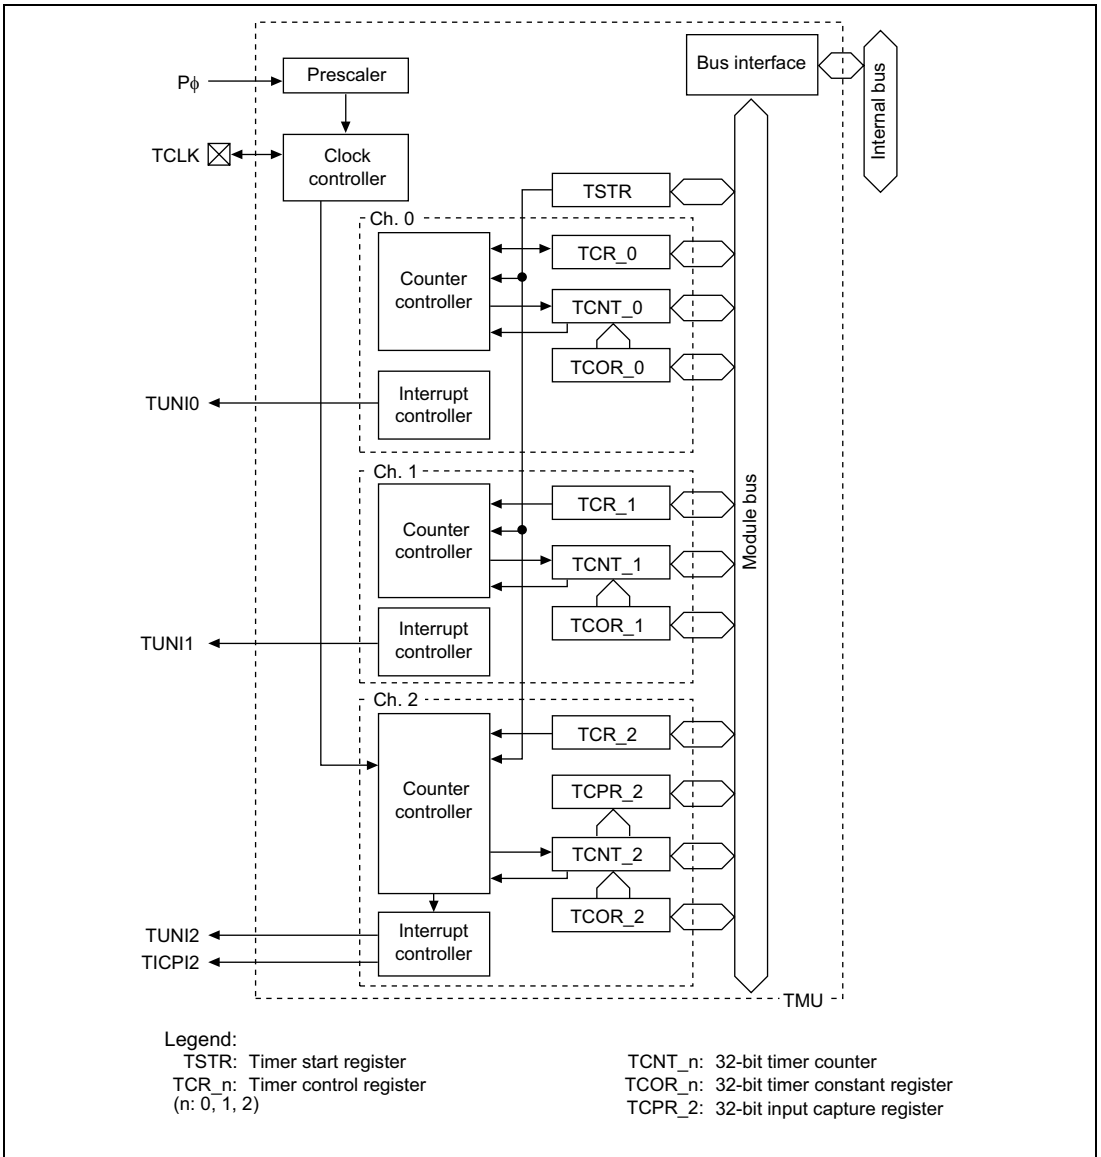 Bus interface
Internal bus
Pϕ
Prescaler
TCLK
Clock
controller
TSTR
Ch. 0
Counter
controller
TCR_0
TCNT_0
TCOR_0
Interrupt
controller
TUNI0
Module bus
Ch. 1
Counter
controller
TCR_1
TCNT_1
TCOR_1
Interrupt
controller
TUNI1
Ch. 2
Counter
controller
TCR_2
TCPR_2
TCNT_2
TCOR_2
Interrupt
controller
TUNI2
TICPI2
TMU
Legend:
TSTR: Timer start register
TCR_n: Timer control register
(n: 0, 1, 2)
TCNT_n: 32-bit timer counter
TCOR_n: 32-bit timer constant register
TCPR_2: 32-bit input capture register